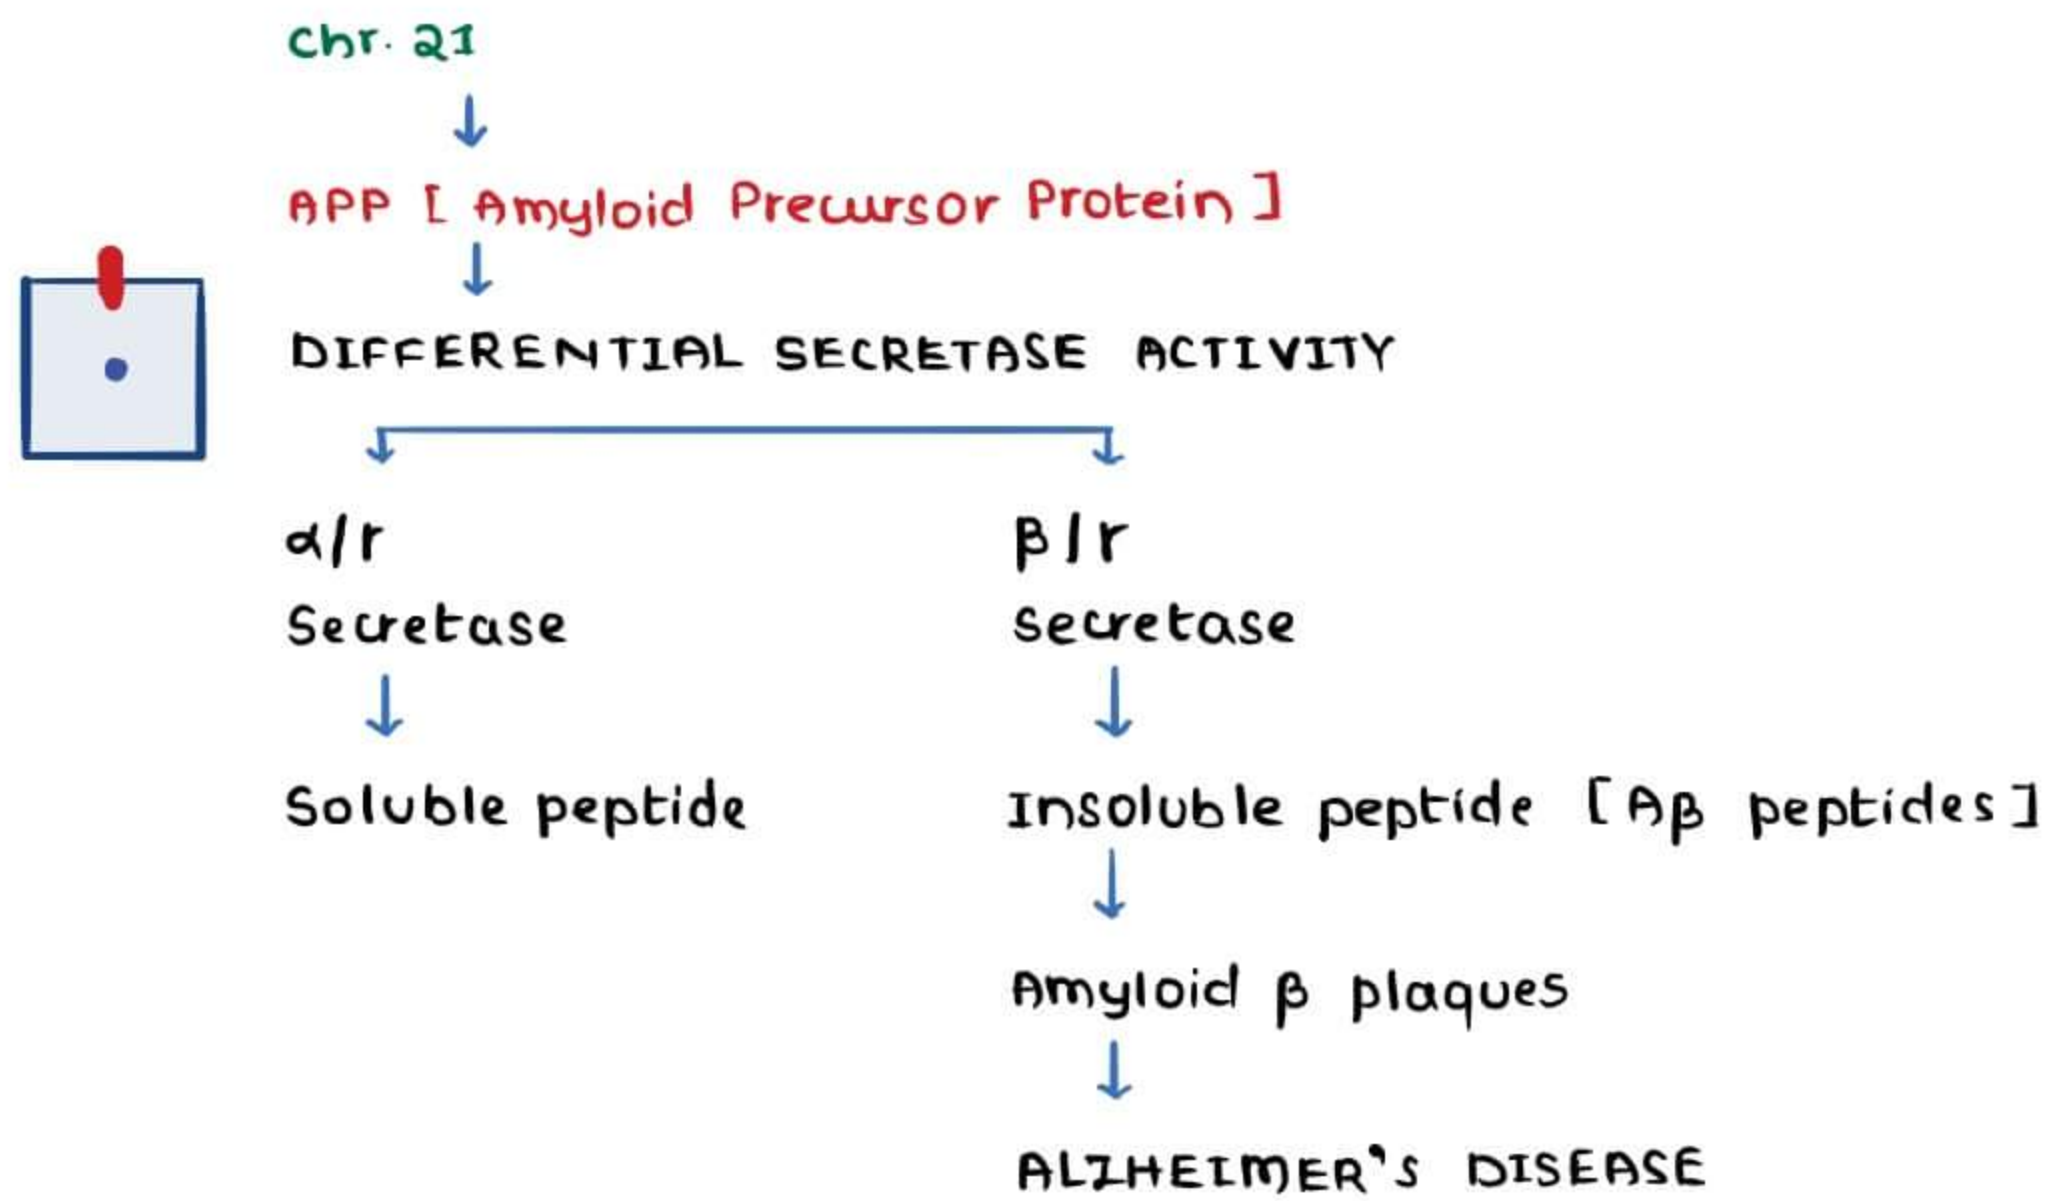 Chr. 21
APP [ Amyloid Precursor Protein ]
DIFFERENTIAL SECRETASE ACTIVITY
α/r β/r
Secretase Secretase
Soluble peptide Insoluble peptide [ Aβ peptides ]
Amyloid β plaques
ALZHEIMER'S DISEASE